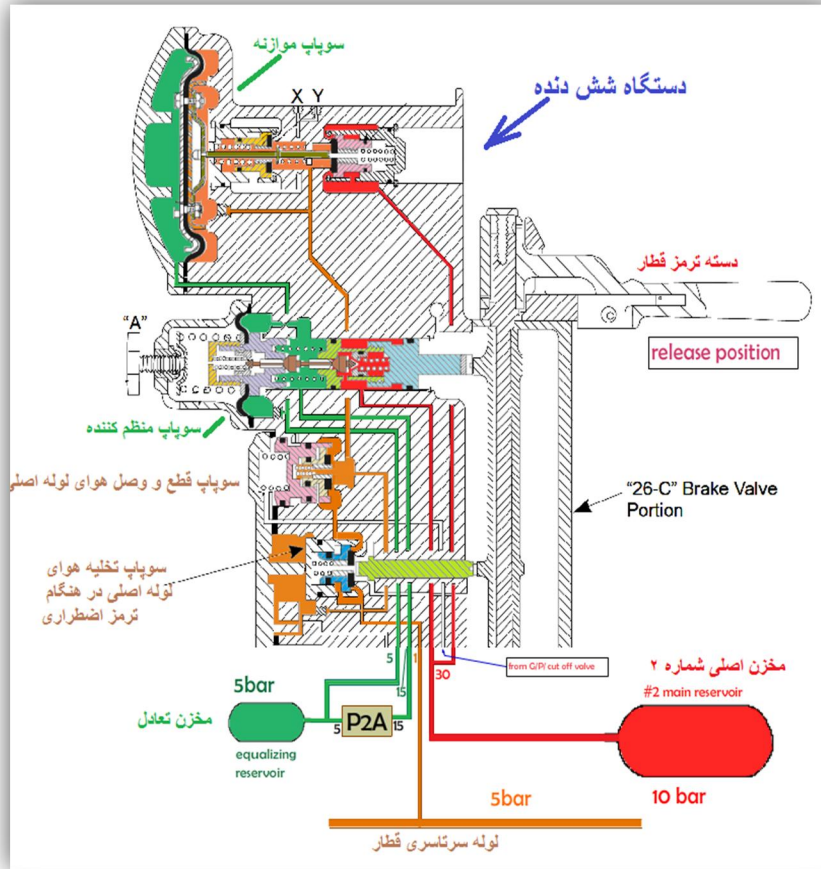 سوپاپ موازنه
دستگاه شش دنده
X Y
دسته ترمز قطار
release position
"A"
سوپاپ منظم کننده
سوپاپ قطع و وصل هوای لوله اصلی
"26-C" Brake Valve
Portion
سوپاپ تخلیه هوای
لوله اصلی در هنگام
ترمز اضطراری
5
1
15
30
from G/P/ cut off valve
مخزن اصلی شماره ۲
#2 main reservoir
5bar
مخزن تعادل
5
P2A
15
equalizing
reservoir
5bar
10 bar
لوله سرتاسری قطار